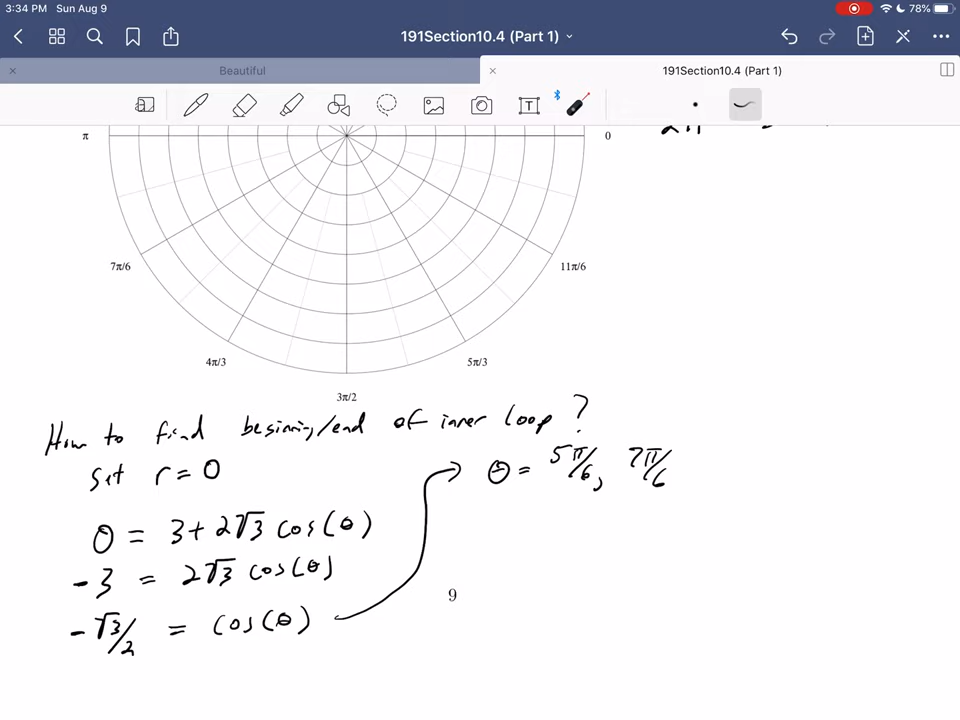 3:34 PM Sun Aug 9
78%
191Section10.4 (Part 1)
Beautiful
191Section10.4 (Part 1)
T
π
0
7π/6
11π/6
4π/3
5π/3
3π/2
How to find beginning/end of inner loop?
Set r = 0
θ = 5π/6, 7π/6
0 = 3 + 2√3 cos(θ)
-3 = 2√3 cos(θ)
-√3/2 = cos(θ)
9